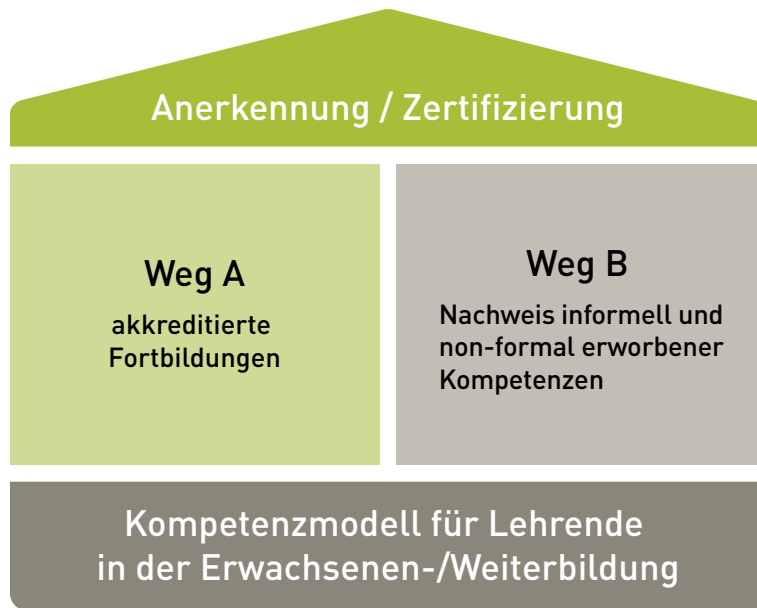 Anerkennung / Zertifizierung
Weg A
akkreditierte
Fortbildungen
Weg B
Nachweis informell und
non-formal erworbener
Kompetenzen
Kompetenzmodell für Lehrende
in der Erwachsenen-/Weiterbildung